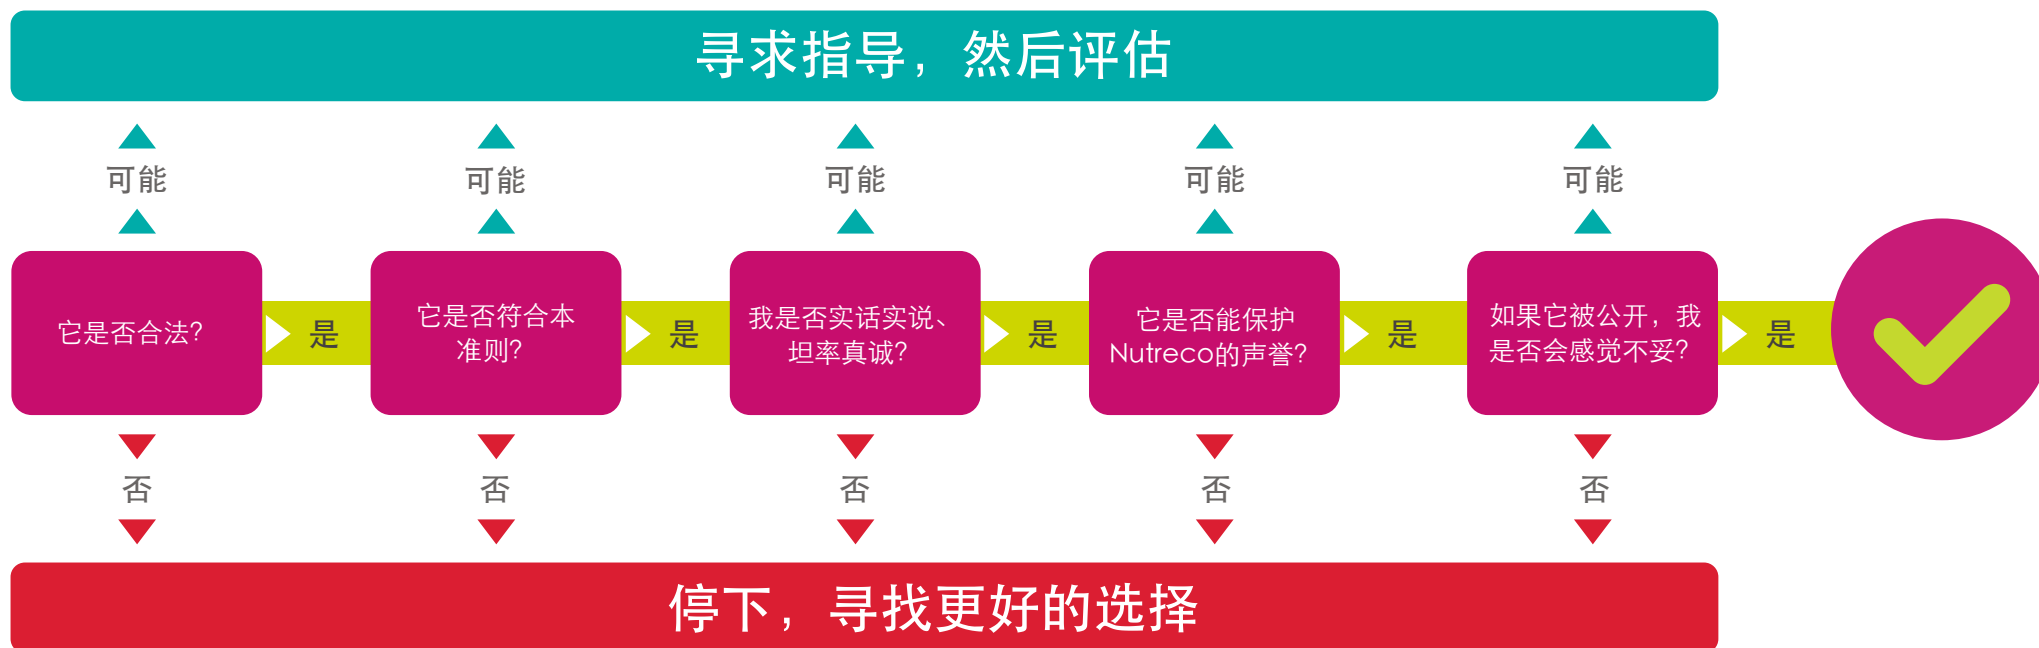 寻求指导，然后评估
可能
可能
可能
可能
可能
它是否合法?
是
它是否符合本
准则?
是
我是否实话实说、
坦率真诚?
是
它是否能保护
Nutreco的声誉?
是
如果它被公开，我
是否会感觉不妥?
是
否
否
否
否
否
停下，寻找更好的选择